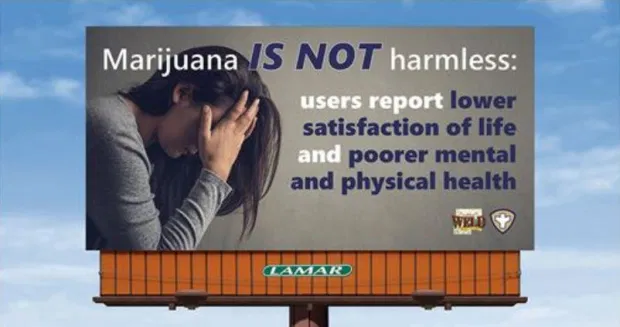 Marijuana IS NOT harmless:
users report lower
satisfaction of life
and poorer mental
and physical health
WELD
LAMAR